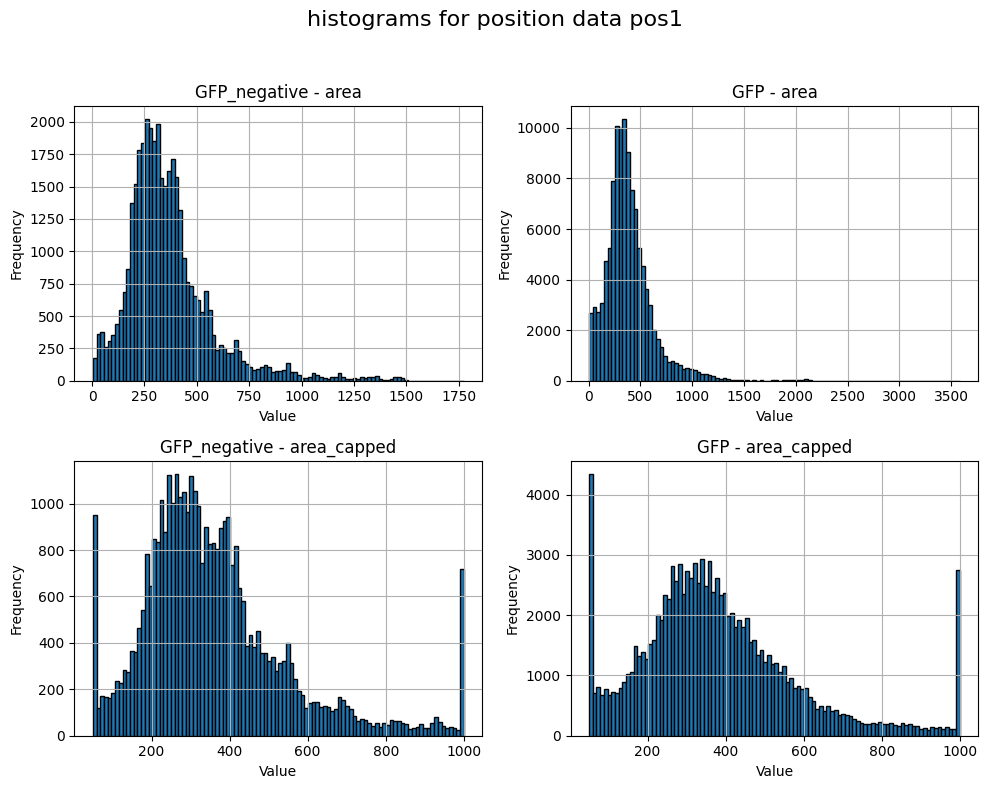 histograms for position data pos1
GFP_negative - area
2000
1750
1500
1250
1000
750
500
250
0
Frequency
0 250 500 750 1000 1250 1500 1750
Value
GFP - area
10000
8000
6000
4000
2000
0
Frequency
0 500 1000 1500 2000 2500 3000 3500
Value
GFP_negative - area_capped
1000
800
600
400
200
0
Frequency
200 400 600 800 1000
Value
GFP - area_capped
4000
3000
2000
1000
0
Frequency
200 400 600 800 1000
Value